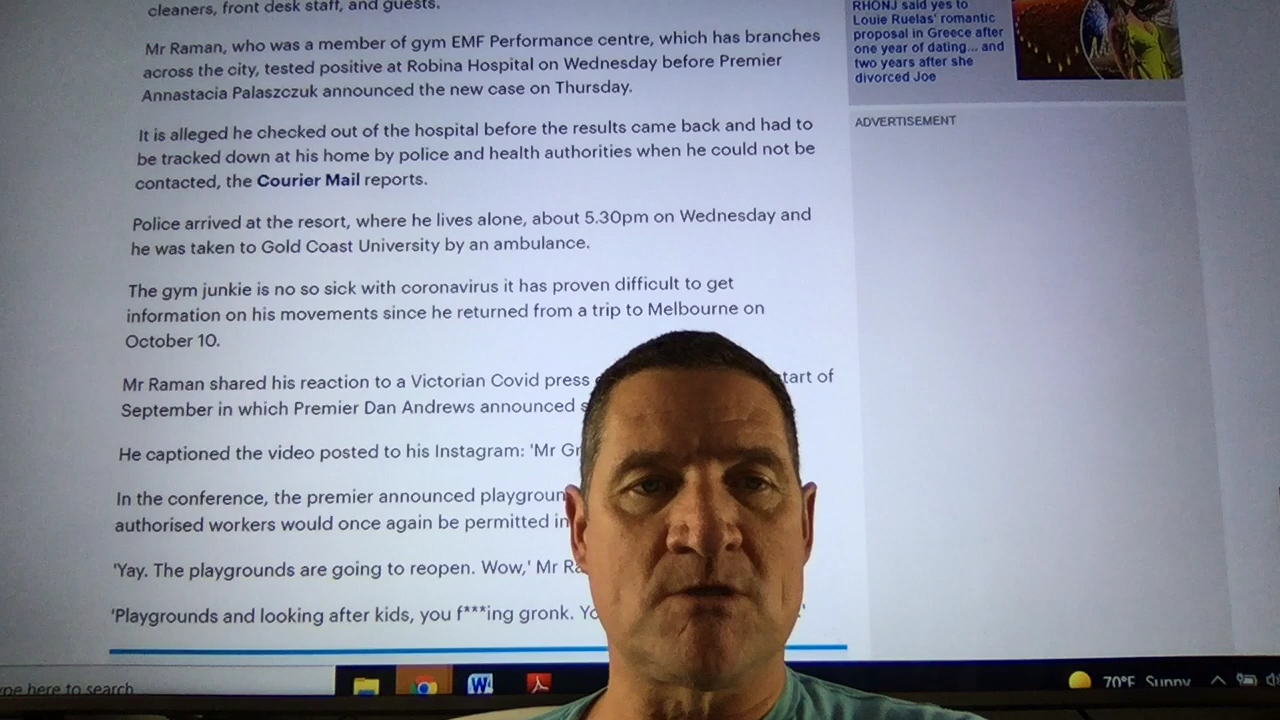 cleaners, front desk staff, and guests.
Mr Raman, who was a member of gym EMF Performance centre, which has branches
across the city, tested positive at Robina Hospital on Wednesday before Premier
Annastacia Palaszczuk announced the new case on Thursday.
It is alleged he checked out of the hospital before the results came back and had to
be tracked down at his home by police and health authorities when he could not be
contacted, the Courier Mail reports.
Police arrived at the resort, where he lives alone, about 5.30pm on Wednesday and
he was taken to Gold Coast University by an ambulance.
The gym junkie is no so sick with coronavirus it has proven difficult to get
information on his movements since he returned from a trip to Melbourne on
October 10.
Mr Raman shared his reaction to a Victorian Covid press tart of
September in which Premier Dan Andrews announced s
He captioned the video posted to his Instagram: 'Mr Gr
In the conference, the premier announced playgroun
authorised workers would once again be permitted in
'Yay. The playgrounds are going to reopen. Wow,' Mr Ra
'Playgrounds and looking after kids, you f***ing gronk. Yo
RHONJ said yes to
Louie Ruelas' romantic
proposal in Greece after
one year of dating... and
two years after she
divorced Joe
ADVERTISEMENT
pe here to search
W
70°F Sunny